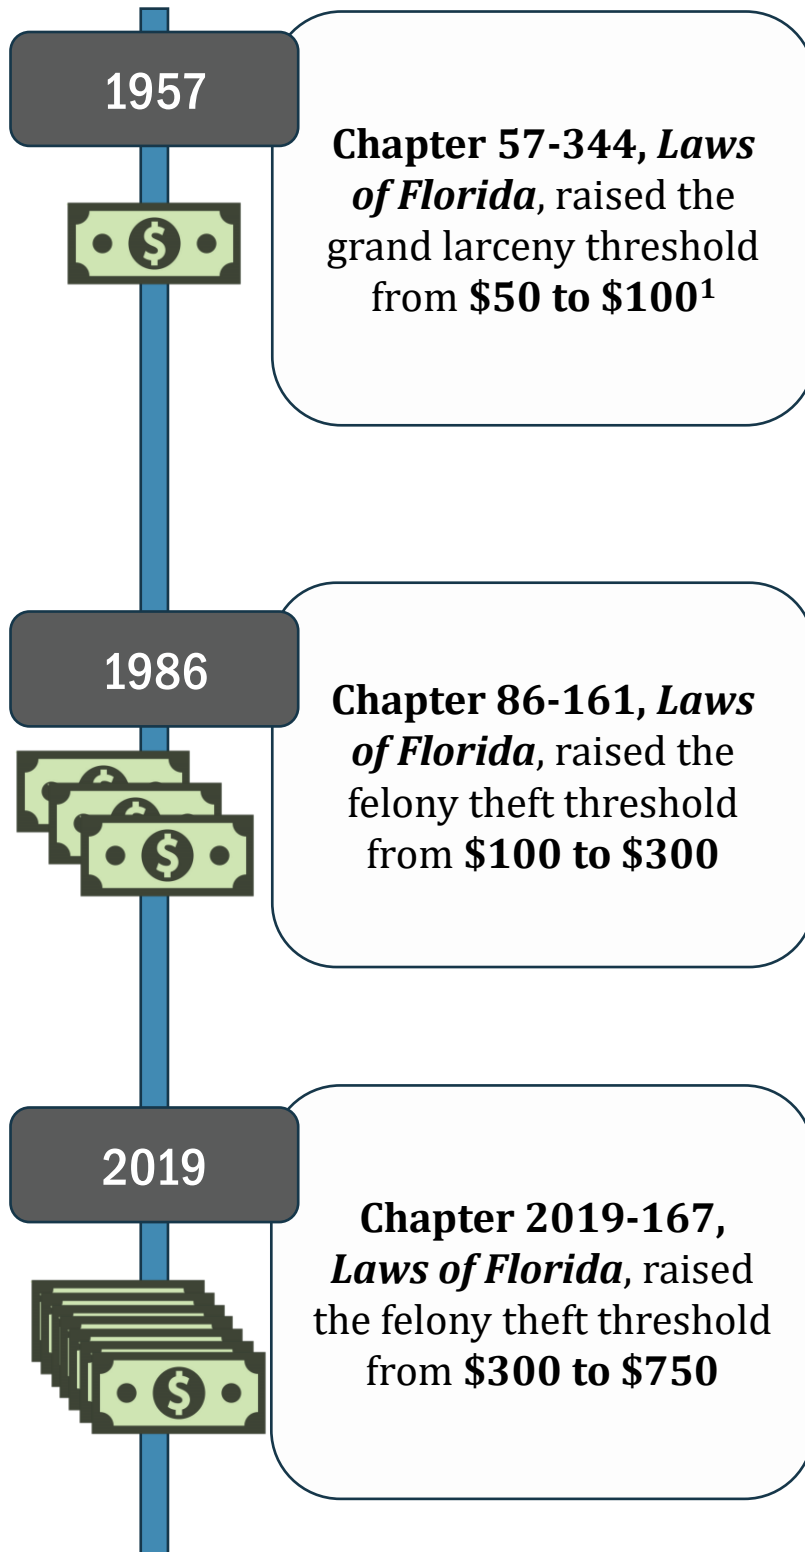 1957
Chapter 57-344, Laws
of Florida, raised the
grand larceny threshold
from $50 to $100¹
$
1986
Chapter 86-161, Laws
of Florida, raised the
felony theft threshold
from $100 to $300
$
$
$
2019
Chapter 2019-167,
Laws of Florida, raised
the felony theft threshold
from $300 to $750
$